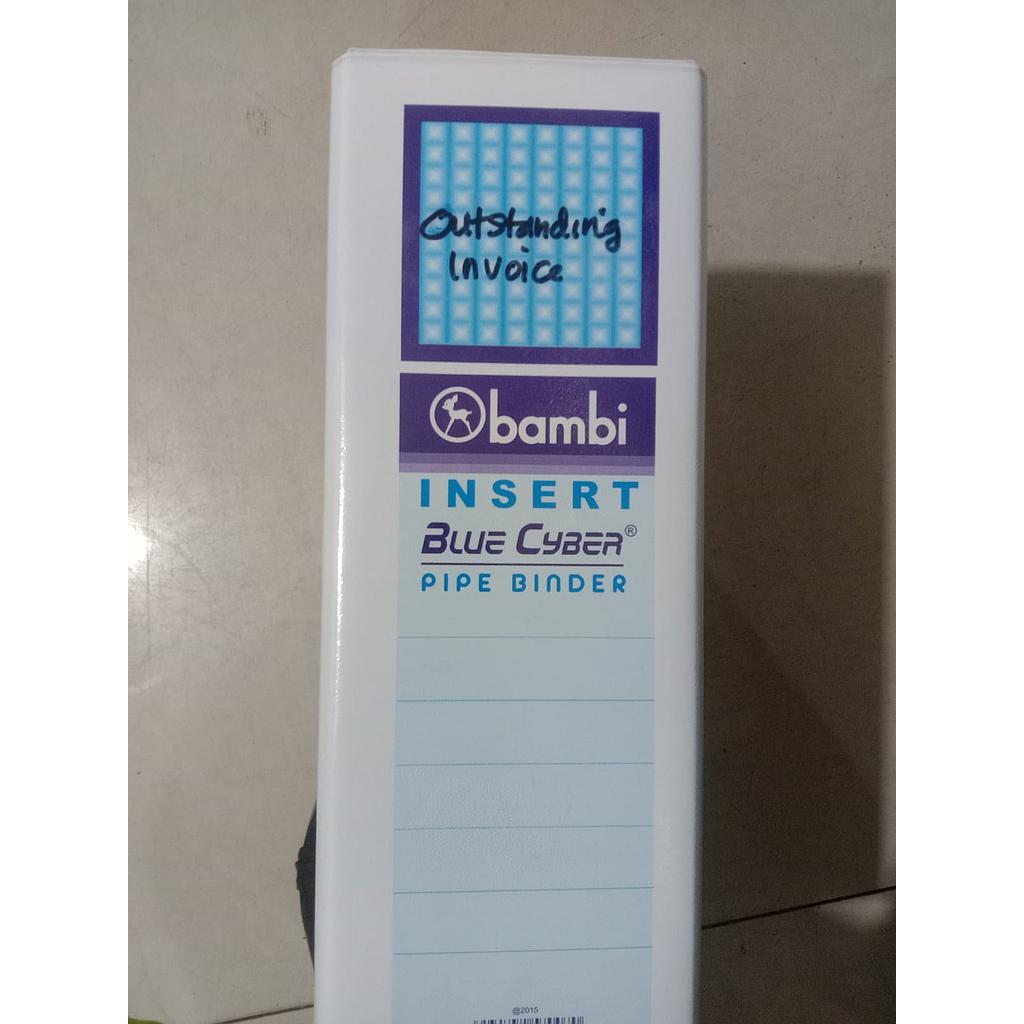 Outstanding
Invoice
bambi
INSERT
BLUE CYBER®
PIPE BINDER
@2015